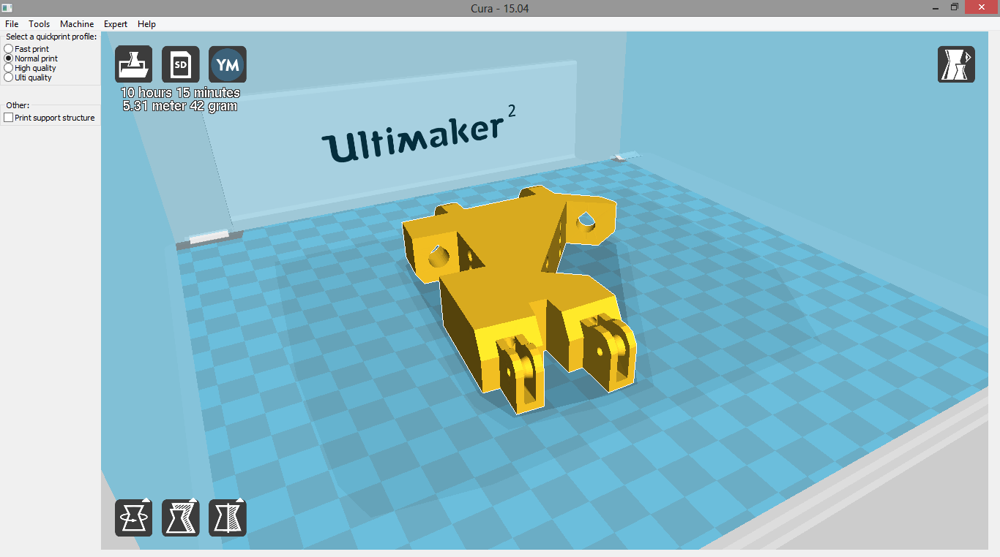 Cura - 15.04
File Tools Machine Expert Help
Select a quickprint profile:
Fast print
Normal print
High quality
Ulti quality
Other:
Print support structure
SD
YM
10 hours 15 minutes
5.31 meter 42 gram
Ultimaker 2